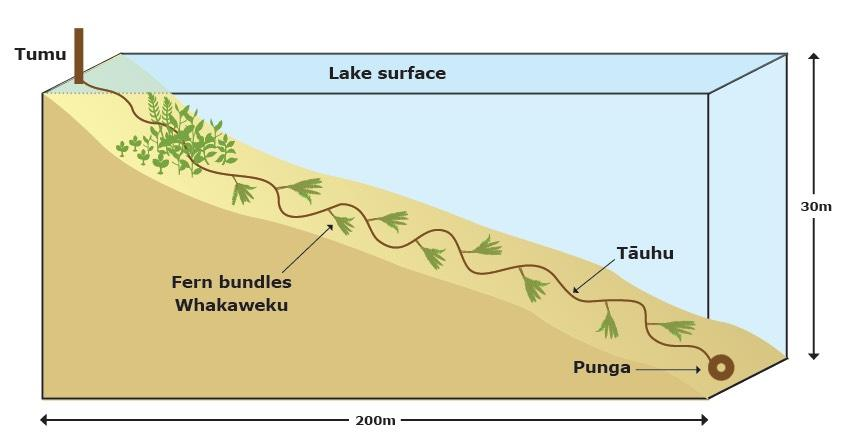 Tumu
Lake surface
30m
Tāuhu
Fern bundles
Whakaweku
Punga
200m